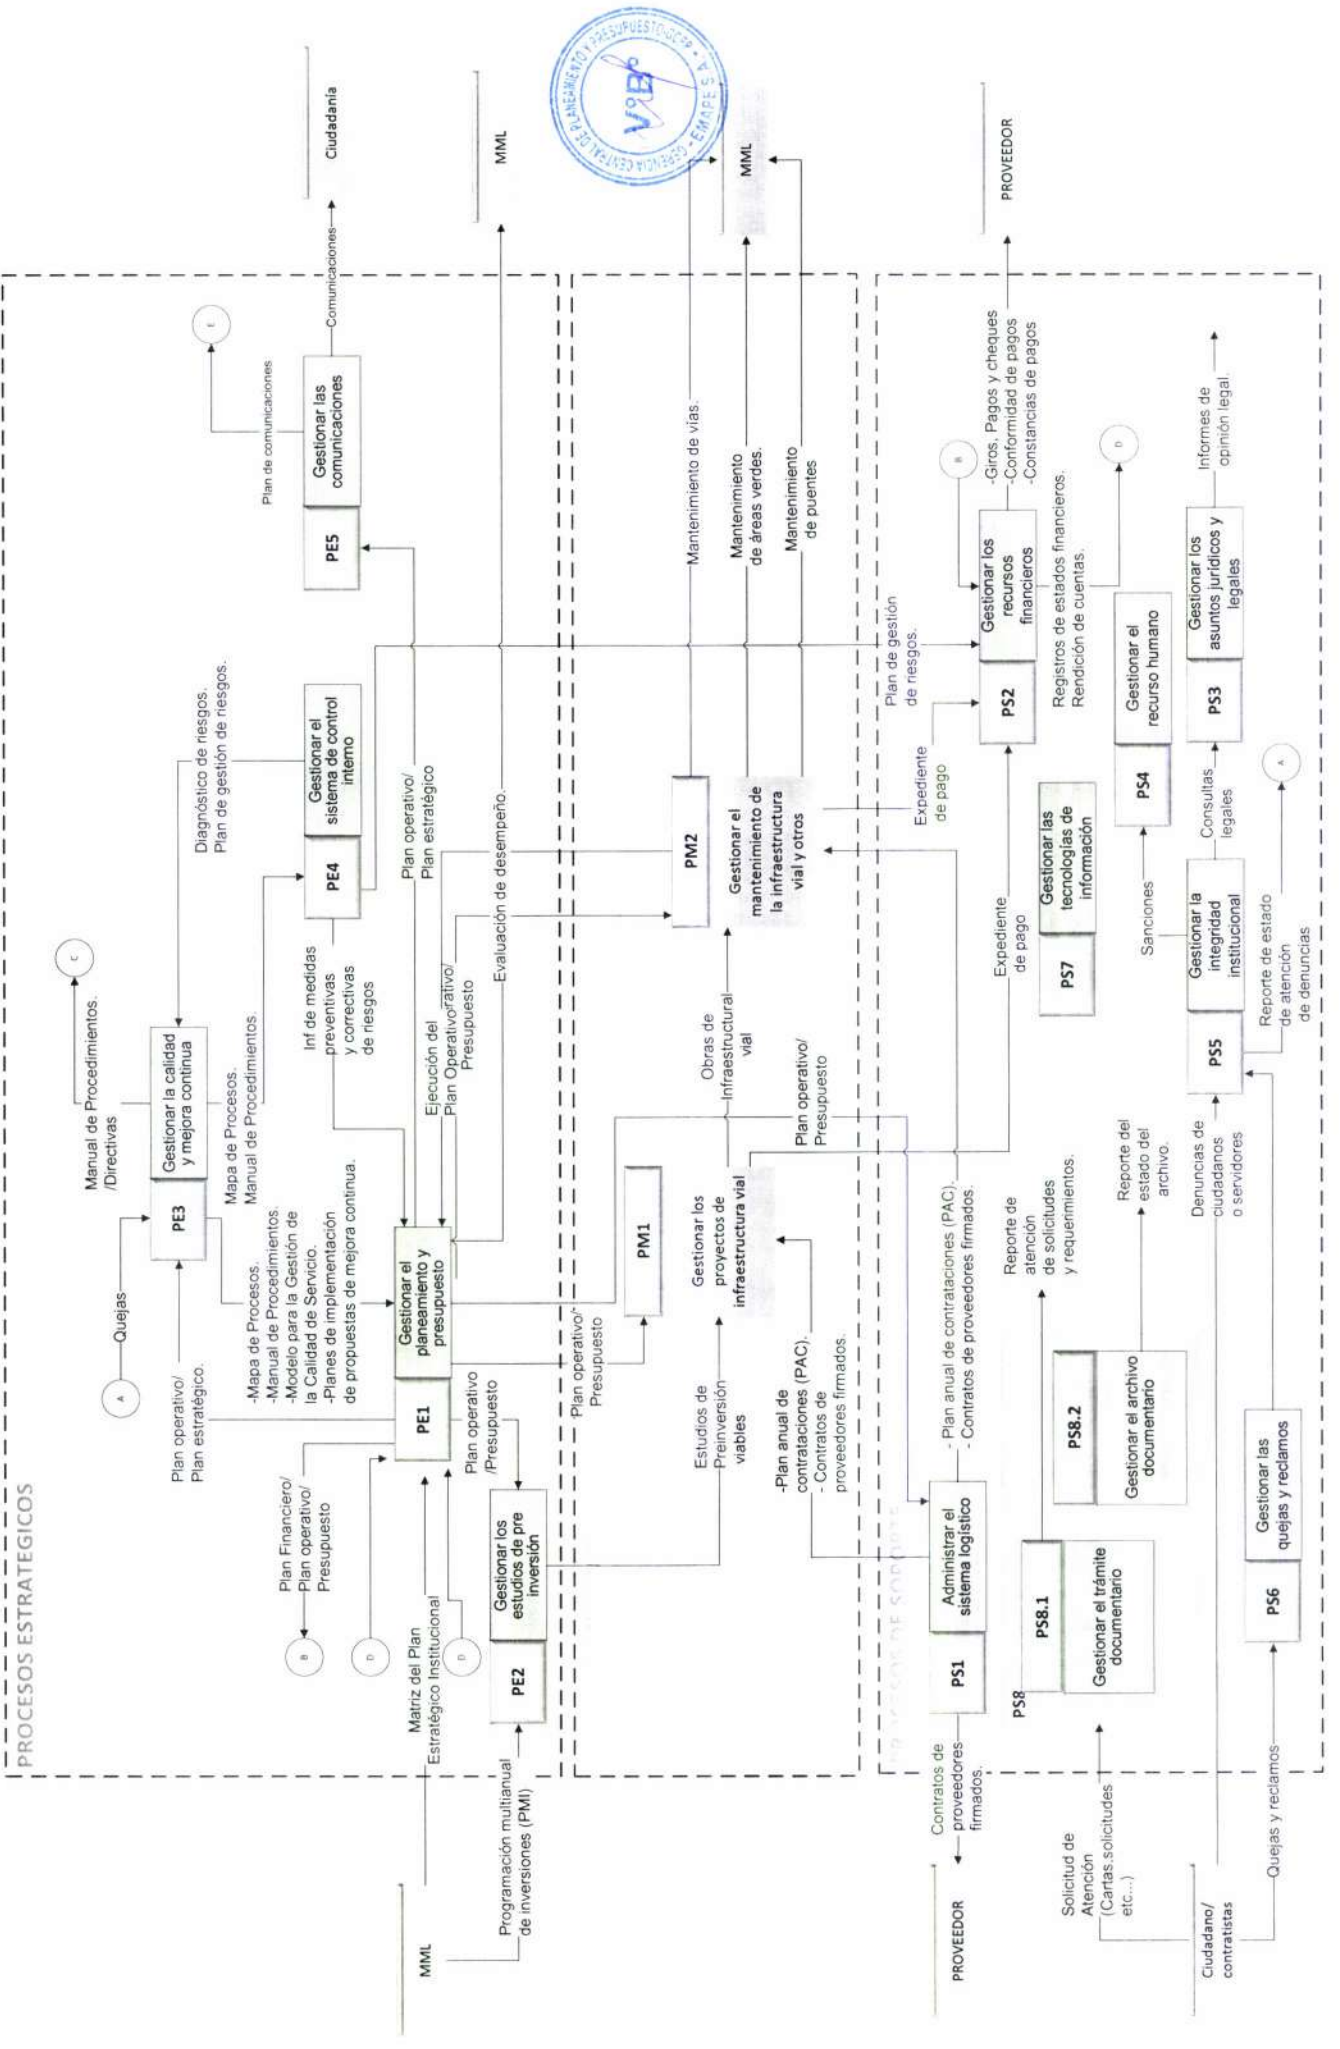 PROCESOS ESTRATEGICOS
Quejas
A
Manual de Procedimientos.
/Directivas
C
Plan operativo/
Plan estratégico.
PE3
Gestionar la calidad
y mejora continua
Mapa de Procesos.
Manual de Procedimientos.
Diagnóstico de riesgos.
Plan de gestión de riesgos.
Plan de comunicaciones
E
-Mapa de Procesos.
-Manual de Procedimientos.
-Modelo para la Gestión de
la Calidad de Servicio.
-Planes de implementación
de propuestas de mejora continua.
Plan Financiero/
Plan operativo/
Presupuesto
B
D
D
PE4
Gestionar el
sistema de control
interno
Inf de medidas
preventivas
y correctivas
de riesgos
PE5
Gestionar las
comunicaciones
Comunicaciones
Ciudadanía
PE1
Gestionar el
planeamiento y
presupuesto
Plan operativo/
Plan estratégico
Matriz del Plan
Estratégico Institucional
MML
Programación multianual
de inversiones (PMI)
Plan operativo
/Presupuesto
PE2
Gestionar los
estudios de pre
inversión
Ejecución del
Plan Operativo
Presupuesto
Evaluación de desempeño.
MML
Plan operativo/
Presupuesto
PM1
Gestionar los
proyectos de
infraestructura vial
Estudios de
Preinversión
viables
-Plan anual de
contrataciones (PAC).
- Contratos de
proveedores firmados.
Obras de
Infraestructural
vial
PM2
Gestionar el
mantenimiento de
la infraestructura
vial y otros
Plan operativo/
Presupuesto
Mantenimiento de vias.
Mantenimiento
de áreas verdes.
Mantenimiento
de puentes
MML
GERENCIA CENTRAL DE PLANEAMIENTO Y PRESUPUESTO-GCPP
EMAPE S.A.
V°B°
Plan de gestión
de riesgos.
Expediente
de pago
Expediente
de pago
PROVEEDOR
Contratos de
proveedores
firmados.
PS1
Administrar el
sistema logístico
- Plan anual de contrataciones (PAC).
- Contratos de proveedores firmados.
PS2
Gestionar los
recursos
financieros
B
-Giros, Pagos y cheques
-Conformidad de pagos
-Constancias de pagos
PROVEEDOR
Registros de estados financieros.
Rendición de cuentas.
D
PS8
PS8.1
Gestionar el trámite
documentario
Reporte de
atención
de solicitudes
y requerimientos.
PS8.2
Gestionar el archivo
documentario
Reporte del
estado del
archivo.
PS7
Gestionar las
tecnologías de
información
PS4
Gestionar el
recurso humano
Sanciones
Solicitud de
Atención
(Cartas.solicitudes
etc...)
Ciudadano/
contratistas
Denuncias de
ciudadanos
o servidores
PS5
Gestionar la
integridad
institucional
Consultas
legales
PS3
Gestionar los
asuntos jurídicos y
legales
Informes de
opinión legal.
Reporte de estado
de atención
de denuncias
A
Quejas y reclamos
PS6
Gestionar las
quejas y reclamos